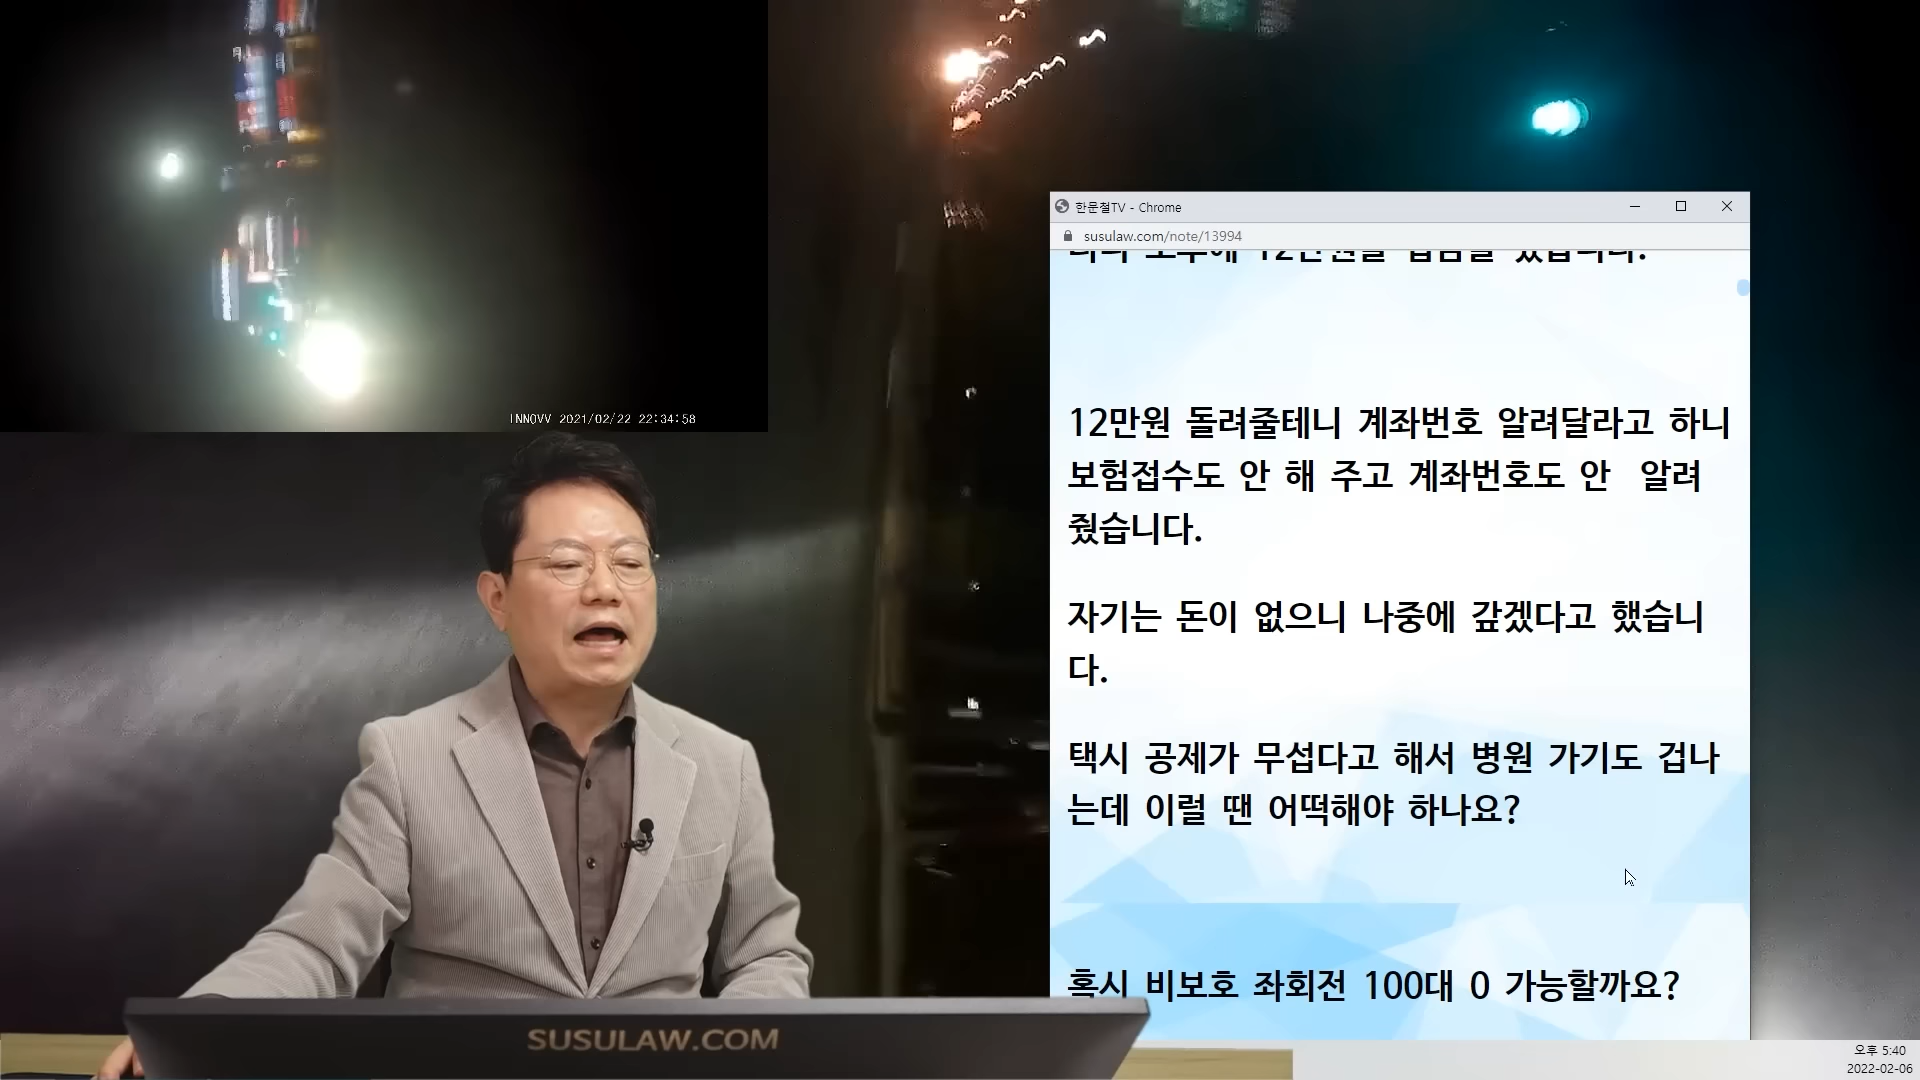 INNOVV 2021/02/22 22:34:58
한문철TV - Chrome
susulaw.com/note/13994
12만원 돌려줄테니 계좌번호 알려달라고 하니
보험접수도 안 해 주고 계좌번호도 안 알려
줬습니다.
자기는 돈이 없으니 나중에 갚겠다고 했습니
다.
택시 공제가 무섭다고 해서 병원 가기도 겁나
는데 이럴 땐 어떡해야 하나요?
혹시 비보호 좌회전 100대 0 가능할까요?
SUSULAW.COM
오후 5:40
2022-02-06